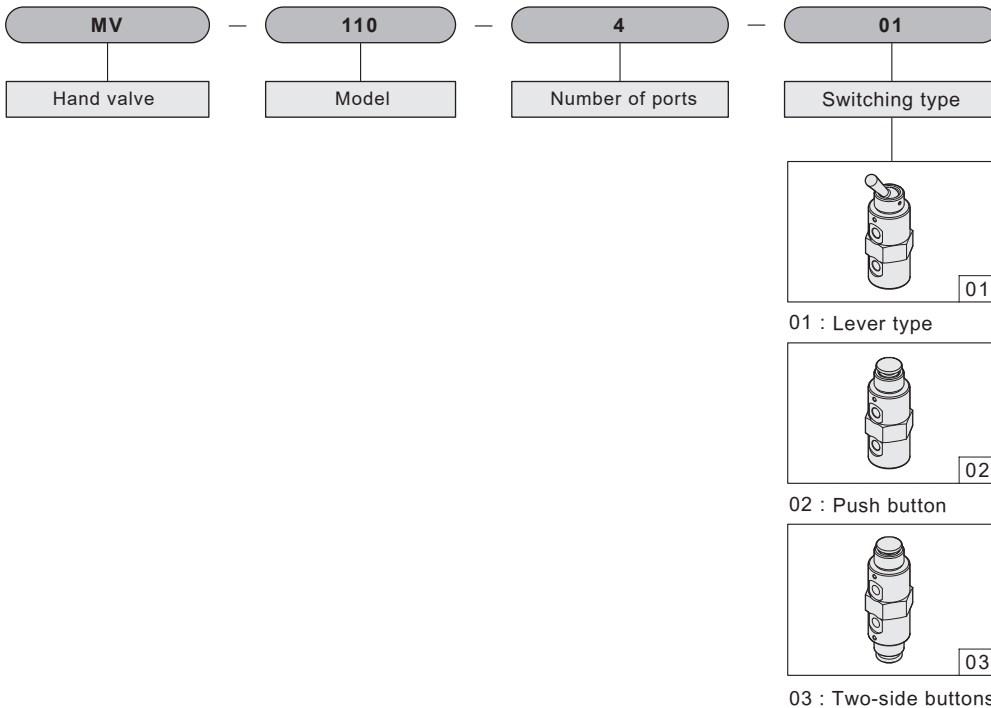 MV — 110 — 4 — 01
Hand valve Model Number of ports Switching type
01
01 : Lever type
02
02 : Push button
03
03 : Two-side buttons